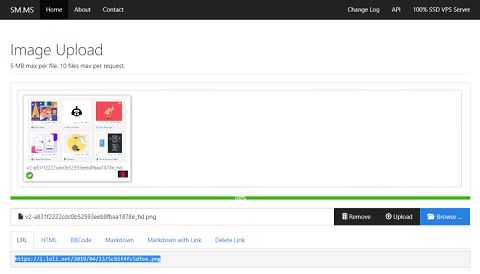 SM.MS Home About Contact Change Log API 100% SSD VPS Server
Image Upload
5 MB max per file. 10 files max per request.
v2-a831f2222cdc0b52593eeb8fbaa1878e_hd.
100%
v2-a831f2222cdc0b52593eeb8fbaa1878e_hd.png Remove Upload Browse ...
URL HTML BBCode Markdown Markdown with Link Delete Link
https://i.loli.net/2019/04/13/5cb1f4fc5dfee.png